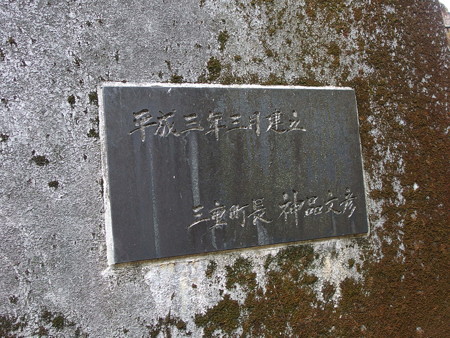 平成三年三月建立
三重町長 神品文彦